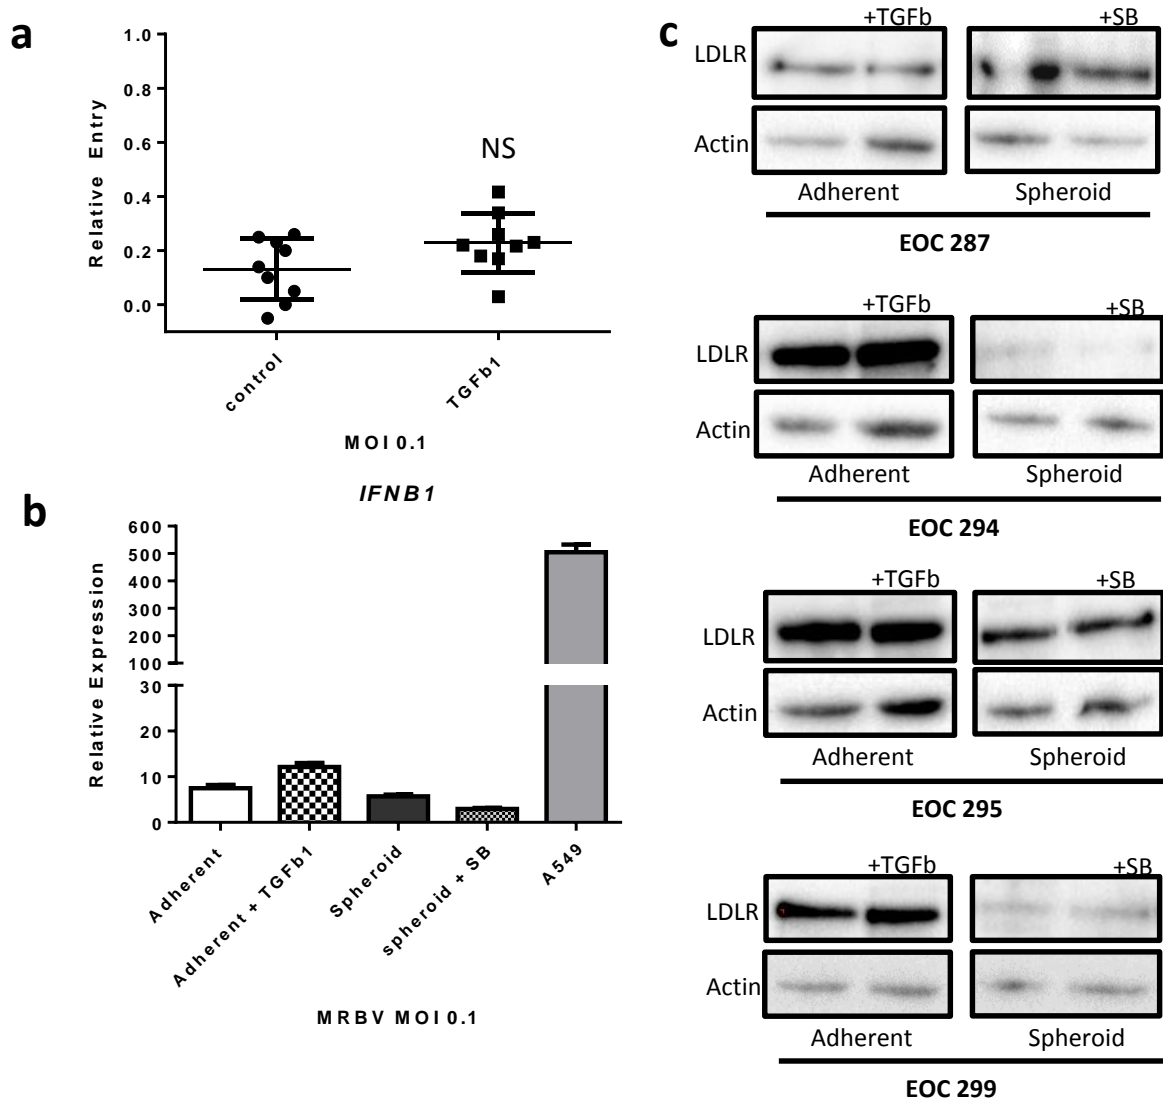 a
1.0
0.8
0.6
0.4
0.2
0.0
Relative Entry
NS
control
TGFb1
MOI 0.1
b
IFNB1
600
500
400
300
200
100
30
20
10
0
Relative Expression
Adherent
Adherent + TGFb1
Spheroid
spheroid + SB
A549
MRBV MOI 0.1
c
+TGFb +SB
LDLR
Actin
Adherent Spheroid
EOC 287
+TGFb +SB
LDLR
Actin
Adherent Spheroid
EOC 294
+TGFb +SB
LDLR
Actin
Adherent Spheroid
EOC 295
+TGFb +SB
LDLR
Actin
Adherent Spheroid
EOC 299